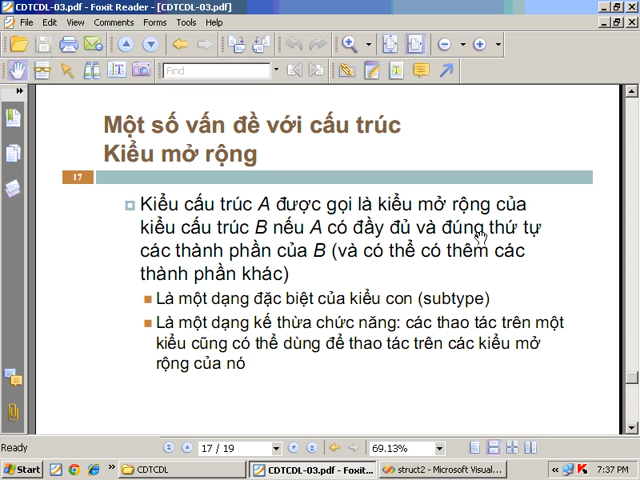 CDTCDL-03.pdf - Foxit Reader - [CDTCDL-03.pdf]
File Edit View Comments Forms Tools Help
Find
Một số vấn đề với cấu trúc
Kiểu mở rộng
17
Kiểu cấu trúc A được gọi là kiểu mở rộng của
kiểu cấu trúc B nếu A có đầy đủ và đúng thứ tự
các thành phần của B (và có thể có thêm các
thành phần khác)
Là một dạng đặc biệt của kiểu con (subtype)
Là một dạng kế thừa chức năng: các thao tác trên một
kiểu cũng có thể dùng để thao tác trên các kiểu mở
rộng của nó
Ready 17 / 19 69.13%
Start CDTCDL CDTCDL-03.pdf - Foxit... struct2 - Microsoft Visual... 7:37 PM